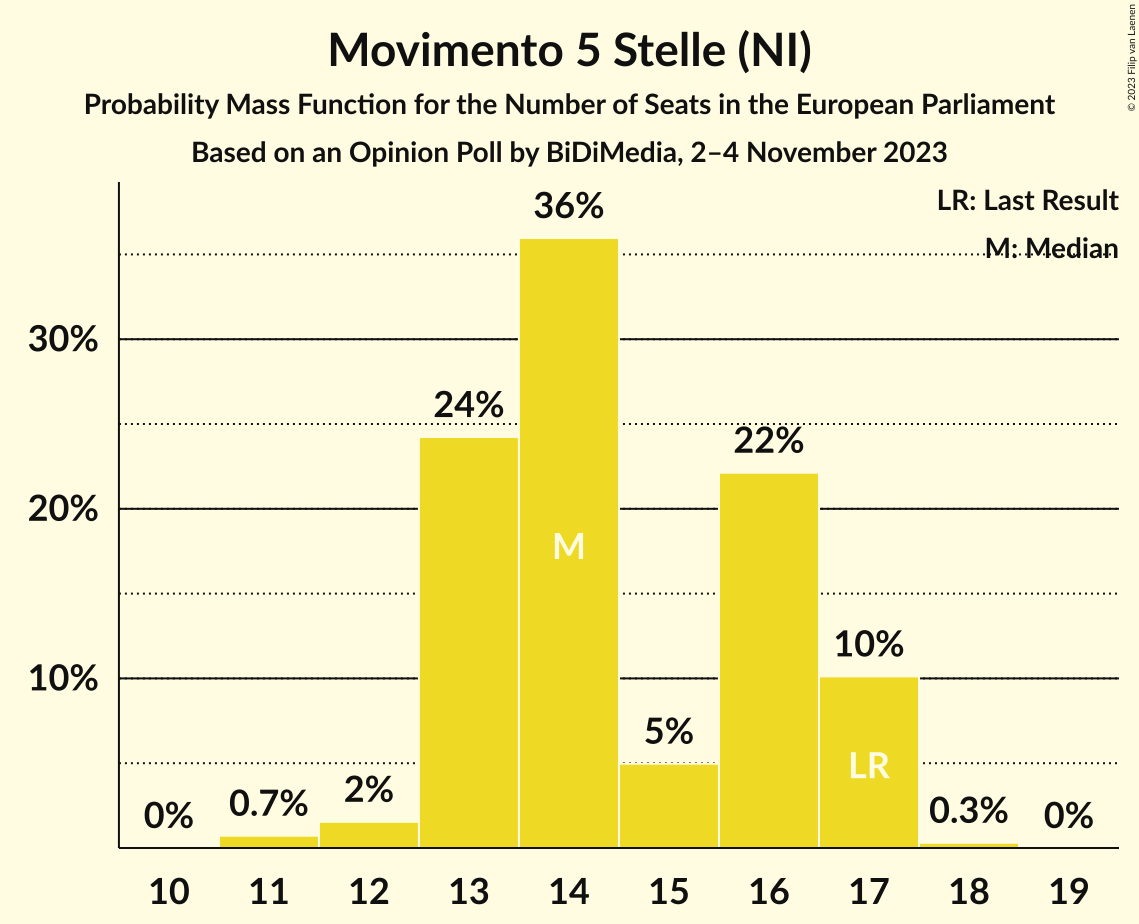 Movimento 5 Stelle (NI)
Probability Mass Function for the Number of Seats in the European Parliament
Based on an Opinion Poll by BiDiMedia, 2–4 November 2023
© 2023 Filip van Laenen
LR: Last Result
M: Median
30%
20%
10%
0%
0.7%
2%
24%
36%
5%
22%
10%
0.3%
0%
M
LR
10 11 12 13 14 15 16 17 18 19